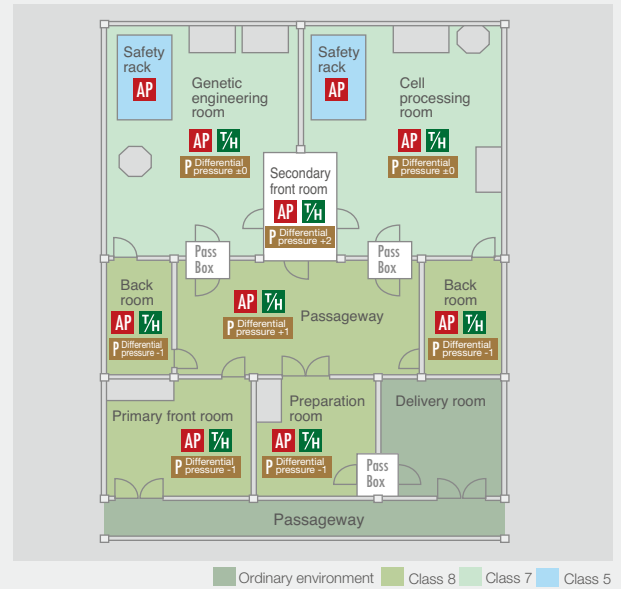 Safety
rack
AP
Genetic
engineering
room
AP T/H
P Differential
pressure ±0
Safety
rack
AP
Cell
processing
room
AP T/H
P Differential
pressure ±0
Secondary
front room
AP T/H
P Differential
pressure +2
Pass
Box
Pass
Box
Back
room
AP T/H
P Differential
pressure -1
AP T/H
P Differential
pressure +1
Passageway
Back
room
AP T/H
P Differential
pressure -1
Primary front room
AP T/H
P Differential
pressure -1
Preparation
room
AP T/H
P Differential
pressure -1
Delivery room
Pass
Box
Passageway
Ordinary environment Class 8 Class 7 Class 5